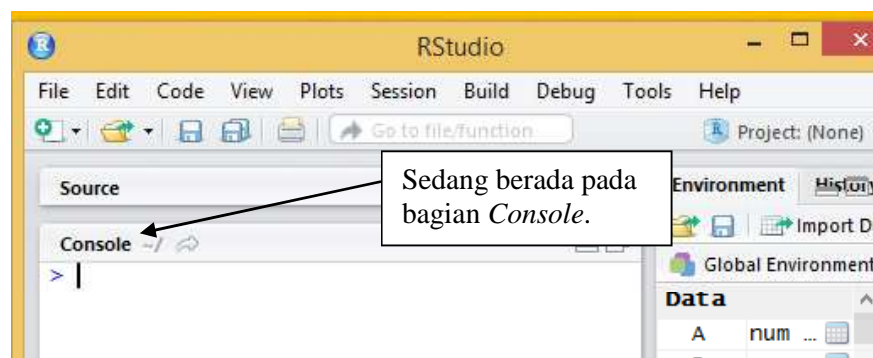 RStudio
File Edit Code View Plots Session Build Debug Tools Help
Go to file/function
Project: (None)
Source
Sedang berada pada
bagian Console.
Environment History
Import D
Console ~/
Global Environment
>
Data
A num ...